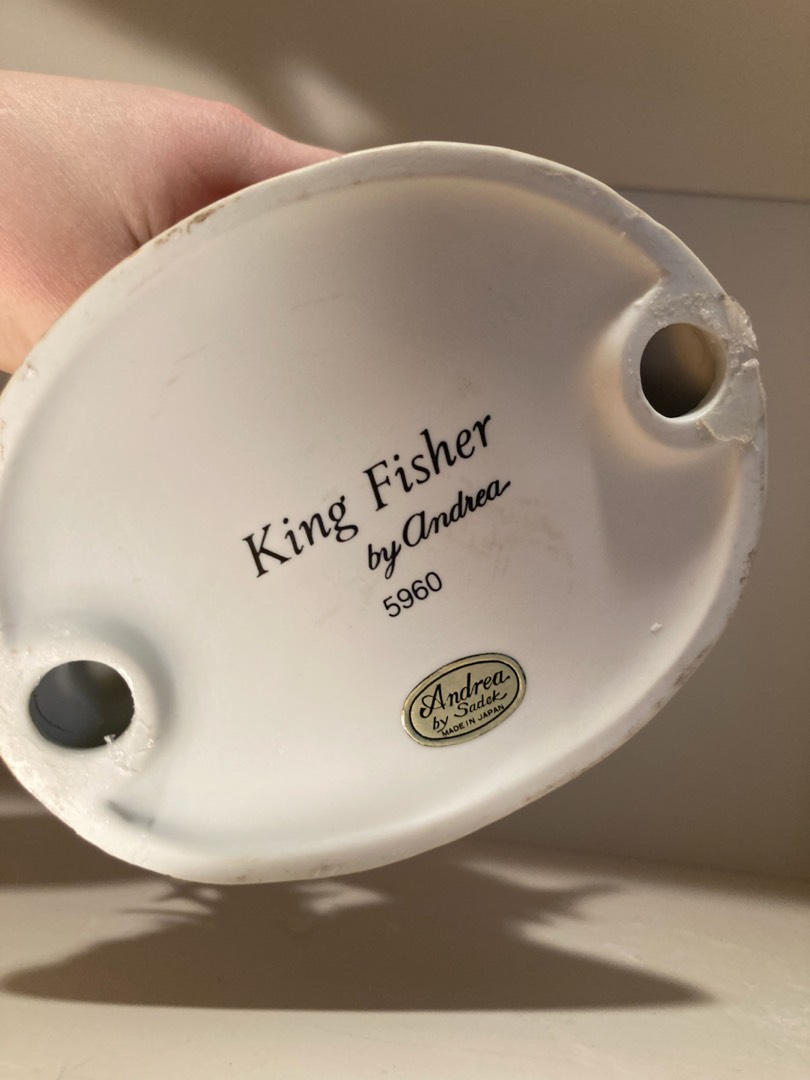 King Fisher
by Andrea
5960
Andrea
by Sadek
MADE IN JAPAN